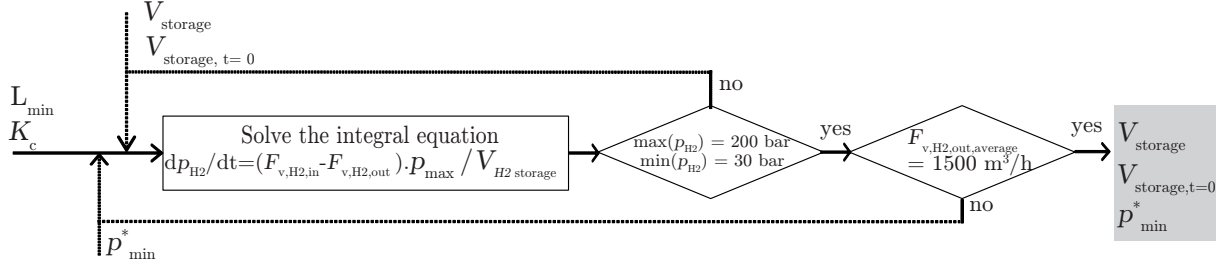 V_storage
V_storage, t= 0
no
L_min
K_c
Solve the integral equation
dp_H2/dt=(F_v,H2,in-F_v,H2,out).p_max/V_H2 storage
max(p_H2) = 200 bar
min(p_H2) = 30 bar
yes
F_v,H2,out,average
= 1500 m³/h
yes
no
V_storage
V_storage,t=0
p*_min
p*_min